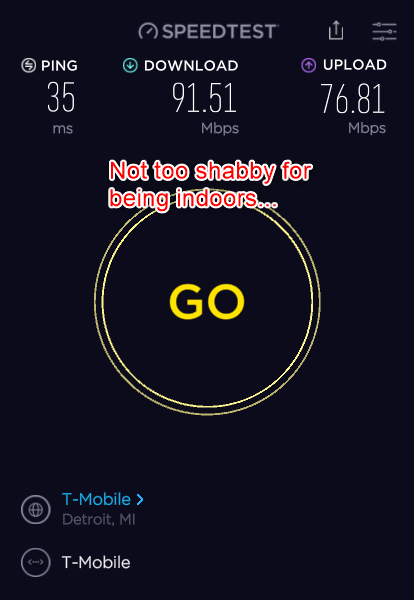 SPEEDTEST
PING DOWNLOAD UPLOAD
35 91.51 76.81
ms Mbps Mbps
Not too shabby for
being indoors...
GO
T-Mobile >
Detroit, MI
T-Mobile